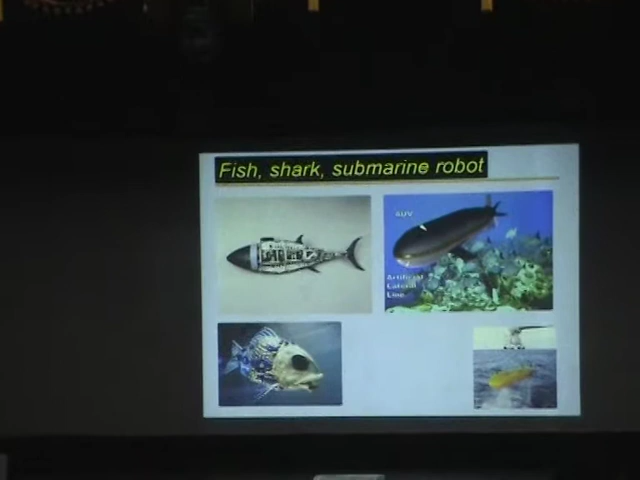 Fish, shark, submarine robot
AUV
Artificial
Lateral
Line